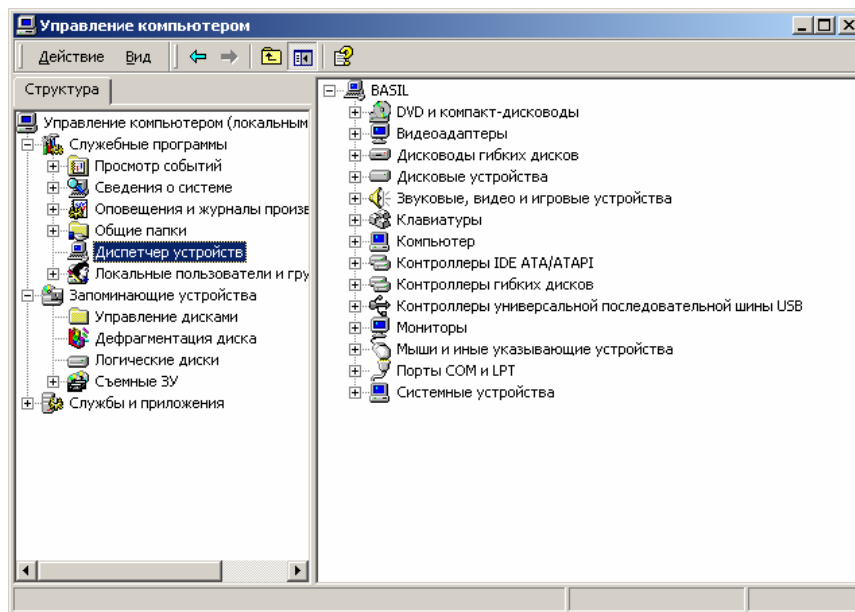 Управление компьютером
Действие Вид
Структура
Управление компьютером (локальным
Служебные программы
Просмотр событий
Сведения о системе
Оповещения и журналы произв
Общие папки
Диспетчер устройств
Локальные пользователи и гру
Запоминающие устройства
Управление дисками
Дефрагментация диска
Логические диски
Съемные ЗУ
Службы и приложения
BASIL
DVD и компакт-дисководы
Видеоадаптеры
Дисководы гибких дисков
Дисковые устройства
Звуковые, видео и игровые устройства
Клавиатуры
Компьютер
Контроллеры IDE ATA/ATAPI
Контроллеры гибких дисков
Контроллеры универсальной последовательной шины USB
Мониторы
Мыши и иные указывающие устройства
Порты COM и LPT
Системные устройства